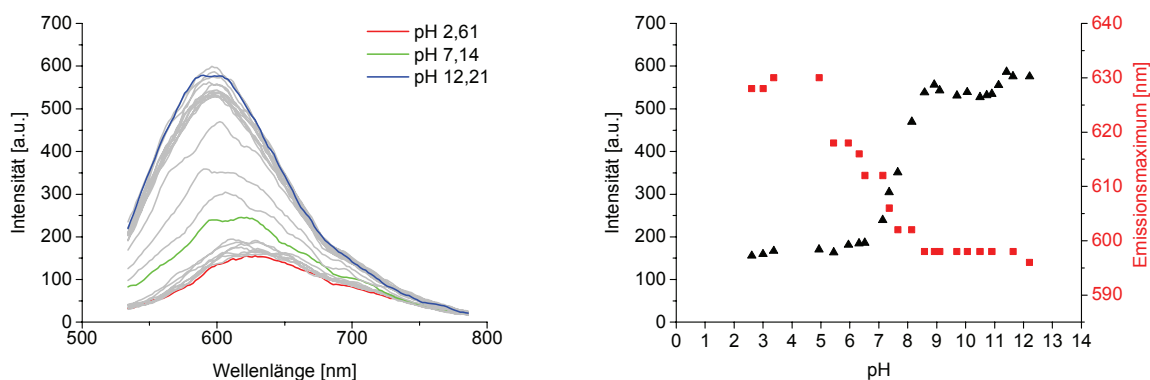 700
600
500
400
300
200
100
0
Intensität [a.u.]
500
600
700
800
Wellenlänge [nm]
pH 2,61
pH 7,14
pH 12,21
700
600
500
400
300
200
100
0
Intensität [a.u.]
0 1 2 3 4 5 6 7 8 9 10 11 12 13 14
pH
640
630
620
610
600
590
Emissionsmaximum [nm]